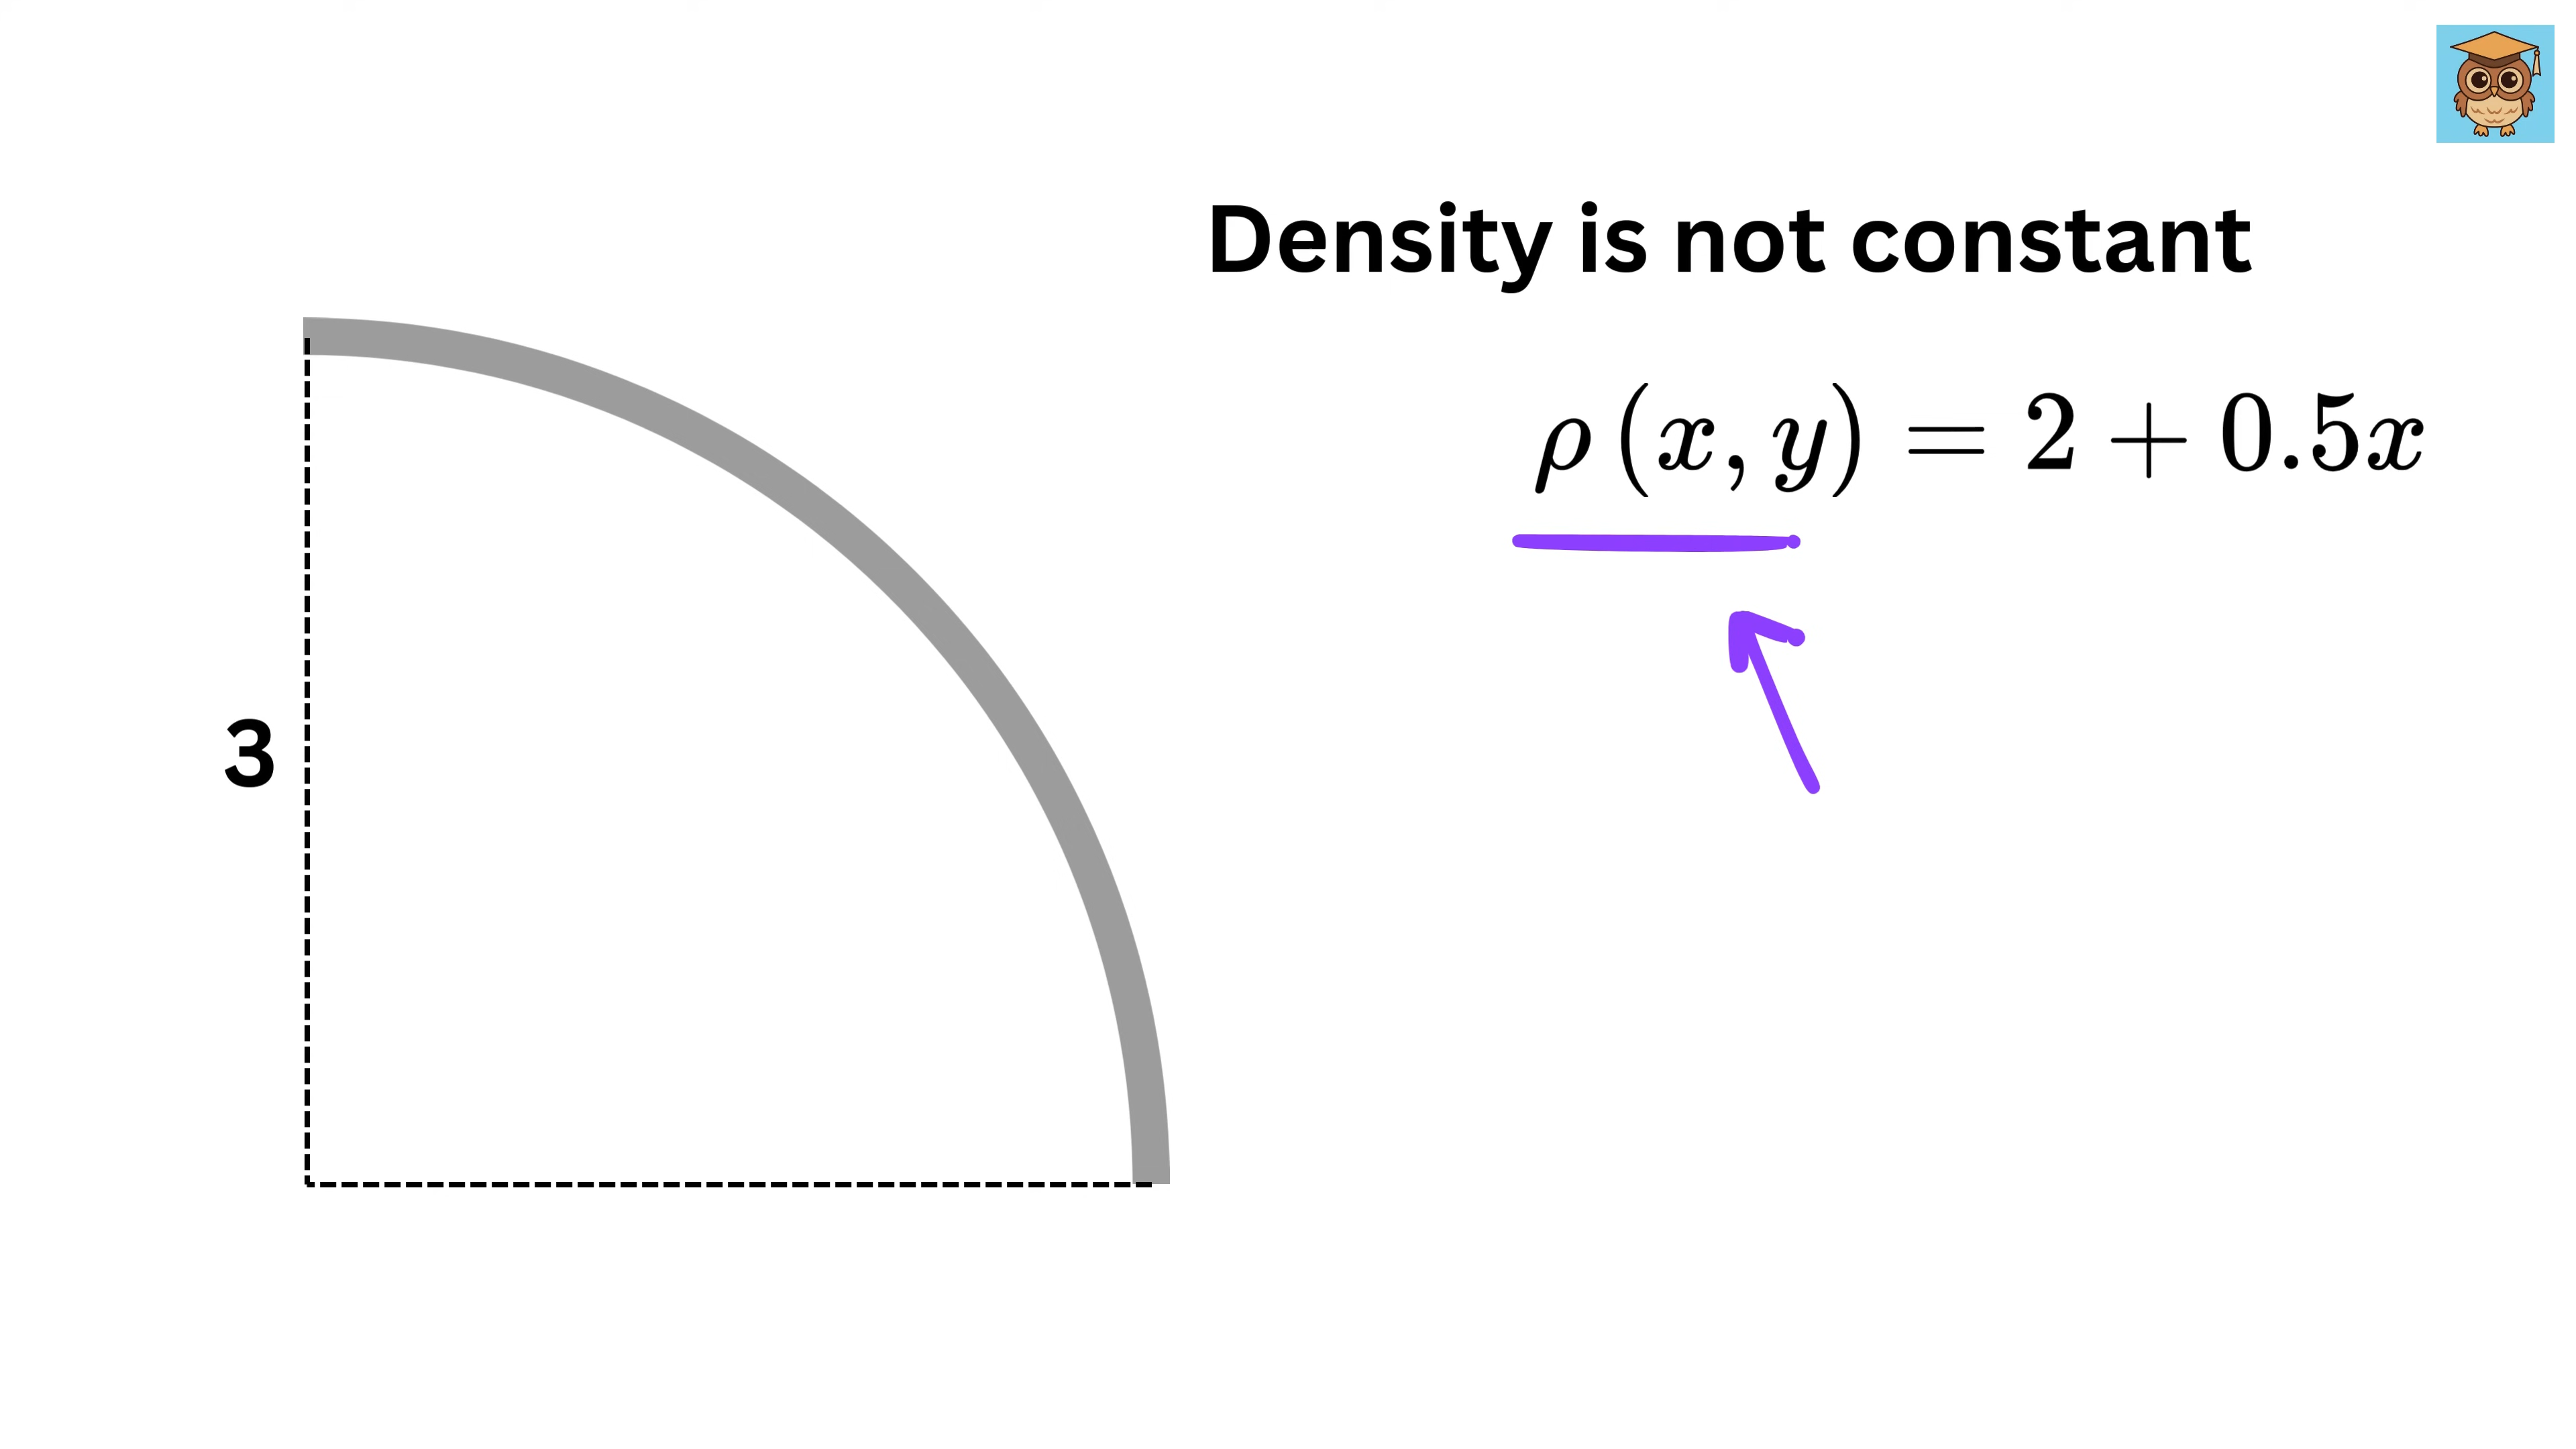 Density is not constant
ρ(x, y) = 2 + 0.5x
3